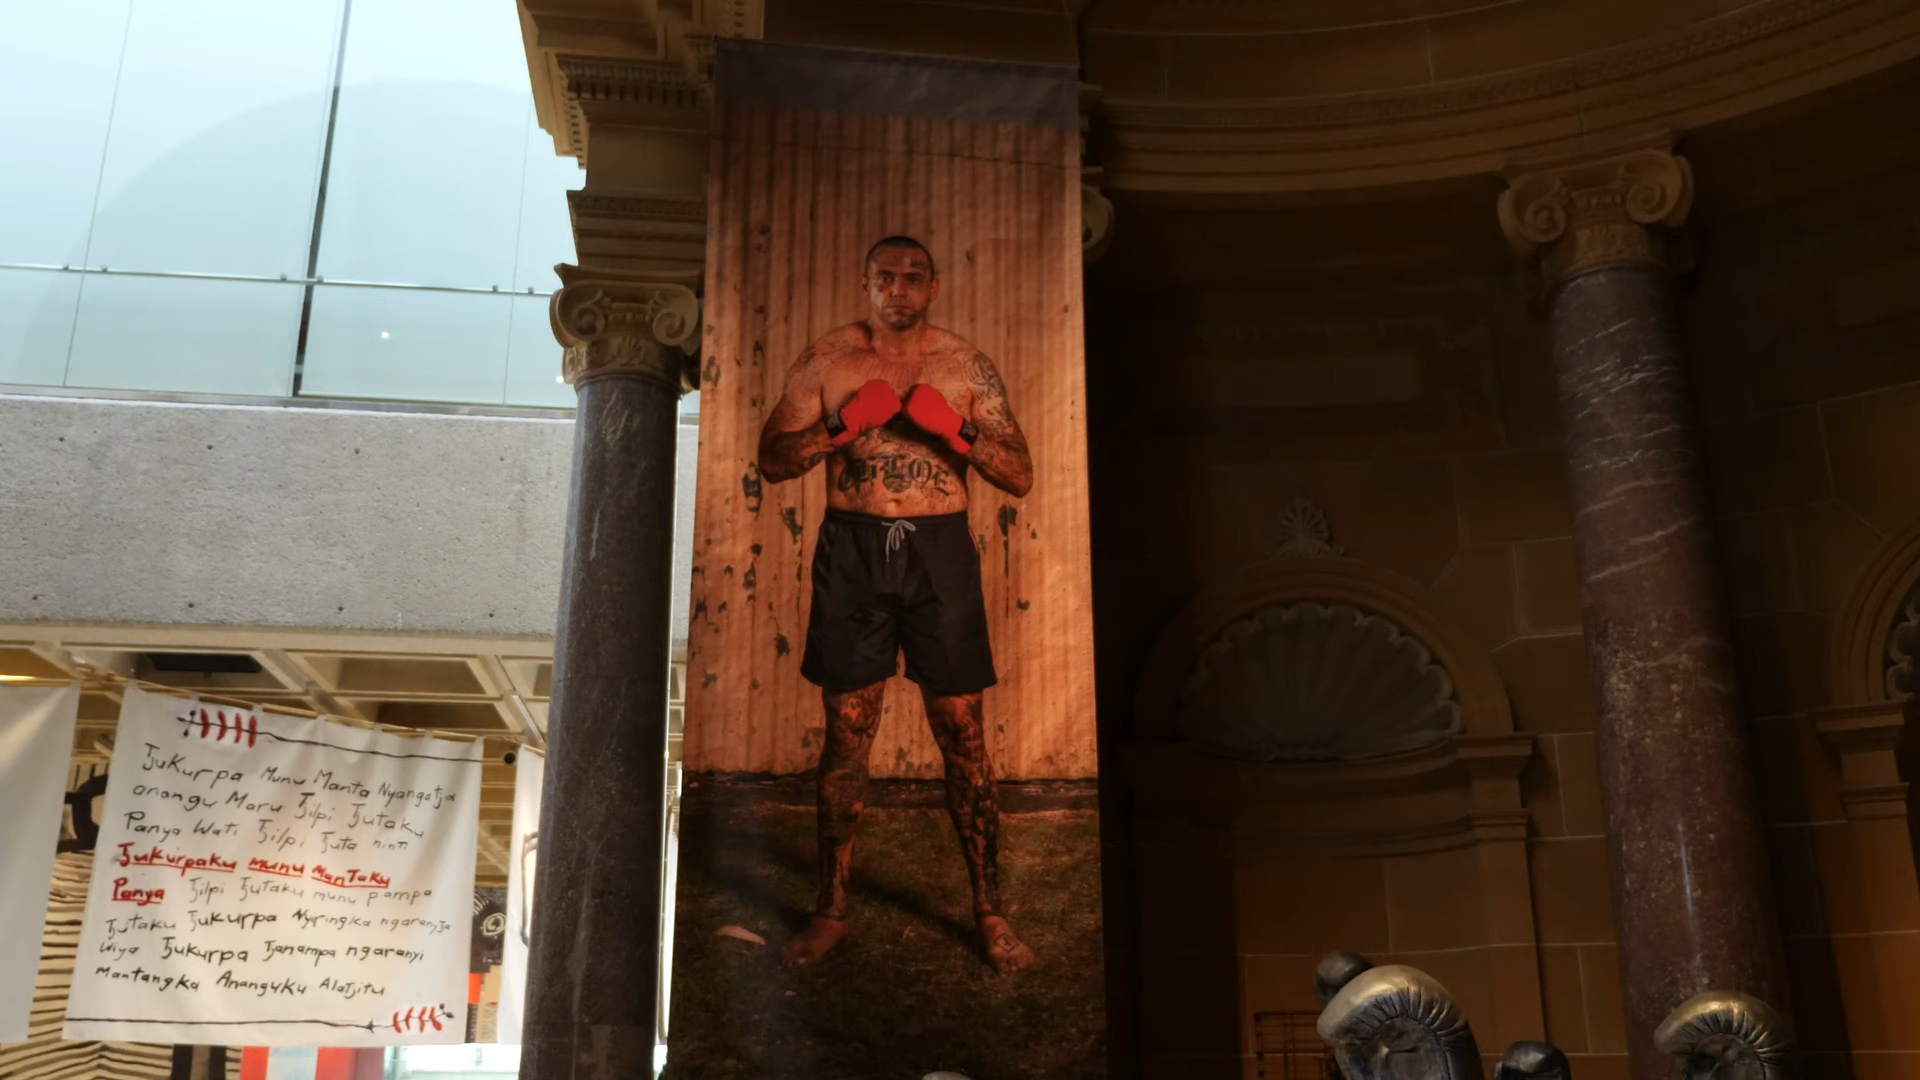 Tjukurpa Munu Manta Nyangatja
anangu Maru Tjilpi Tjutaku
Panya Wati Tjilpi Tjuta ninti
Tjukurpaku munu Mantaku
Panya Tjilpi Tjutaku munu pampa
Tjutaku Tjukurpa Nyiringka ngaranytja
Wiya Tjukurpa Tjanampa ngaranyi
Mantangka Ananguku Alatjitu
CHLOE